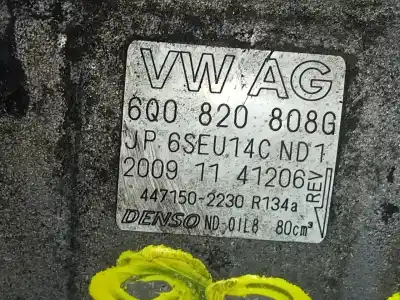 VW AG
6Q0 820 808G
JP 6SEU14C ND1
2009 11 41206
REV
447150-2230 R134a
DENSO ND-OIL8 80cm³